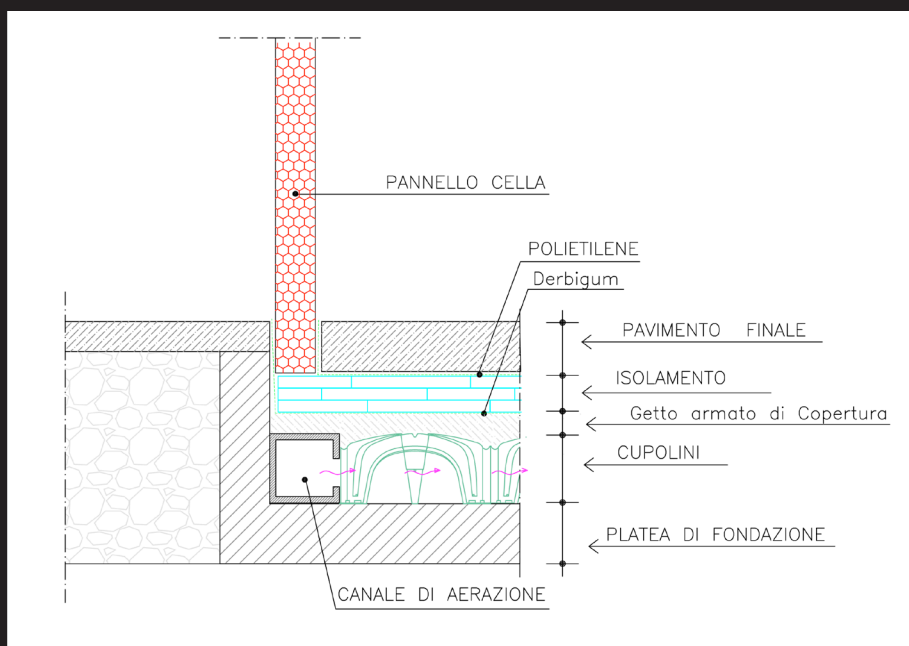 PANNELLO CELLA
POLIETILENE
Derbigum
PAVIMENTO FINALE
ISOLAMENTO
Getto armato di Copertura
CUPOLINI
PLATEA DI FONDAZIONE
CANALE DI AERAZIONE